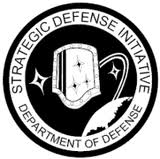 STRATEGIC DEFENSE INITIATIVE
DEPARTMENT OF DEFENSE